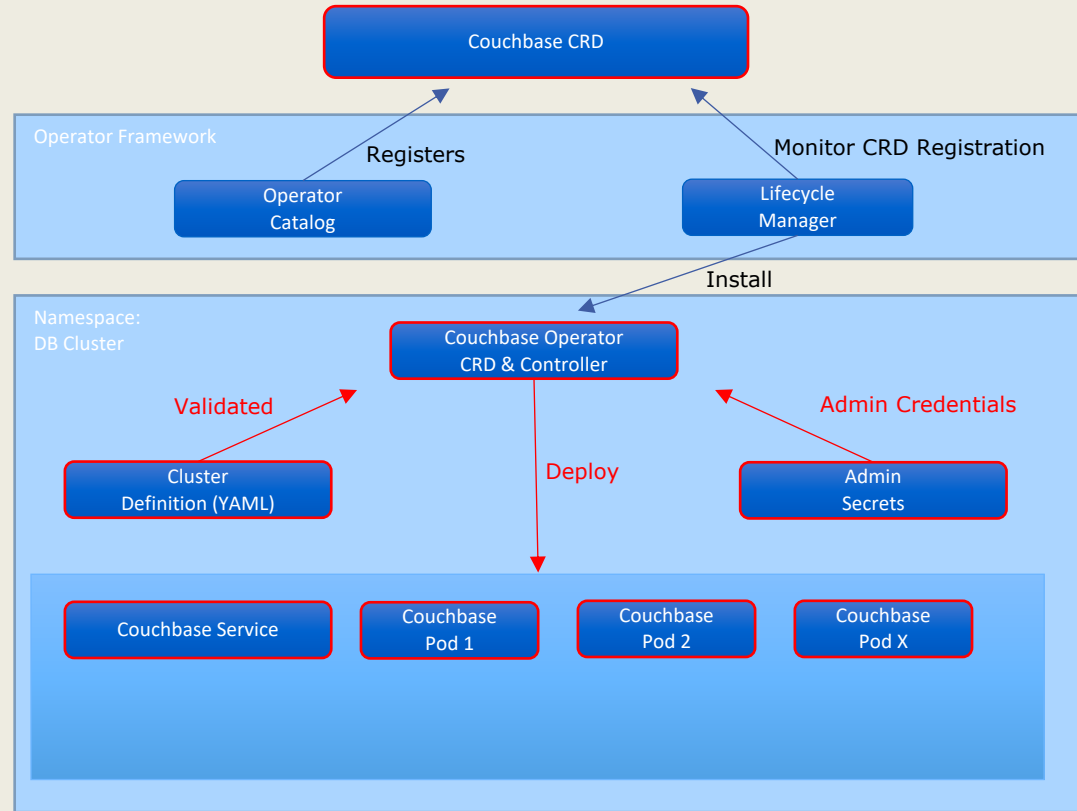 Couchbase CRD
Operator Framework
Registers
Monitor CRD Registration
Operator
Catalog
Lifecycle
Manager
Install
Namespace:
DB Cluster
Couchbase Operator
CRD & Controller
Validated
Admin Credentials
Deploy
Cluster
Definition (YAML)
Admin
Secrets
Couchbase Service
Couchbase
Pod 1
Couchbase
Pod 2
Couchbase
Pod X